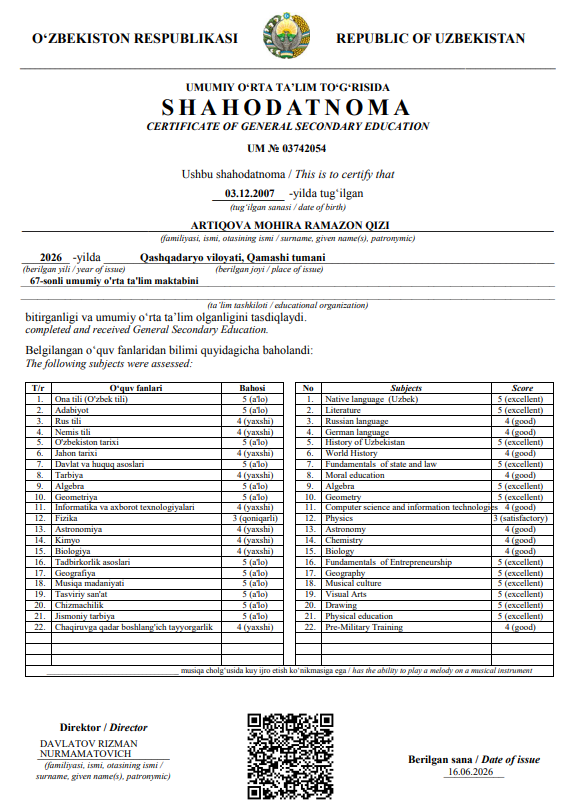 O‘ZBEKISTON RESPUBLIKASI REPUBLIC OF UZBEKISTAN
UMUMIY O‘RTA TA’LIM TO‘G‘RISIDA
SHAHODATNOMA
CERTIFICATE OF GENERAL SECONDARY EDUCATION
UM № 03742054
Ushbu shahodatnoma / This is to certify that
03.12.2007 -yilda tug‘ilgan
(tug‘ilgan sanasi / date of birth)
ARTIQOVA MOHIRA RAMAZON QIZI
(familiyasi, ismi, otasining ismi / surname, given name(s), patronymic)
2026 -yilda Qashqadaryo viloyati, Qamashi tumani
(berilgan yili / year of issue) (berilgan joyi / place of issue)
67-sonli umumiy o'rta ta'lim maktabini
(ta’lim tashkiloti / educational organization)
bitirganligi va umumiy o‘rta ta’lim olganligini tasdiqlaydi.
completed and received General Secondary Education.
Belgilangan o‘quv fanlaridan bilimi quyidagicha baholandi:
The following subjects were assessed:
T/r O‘quv fanlari Bahosi No Subjects Score
1. Ona tili (O'zbek tili) 5 (a'lo) 1. Native language (Uzbek) 5 (excellent)
2. Adabiyot 5 (a'lo) 2. Literature 5 (excellent)
3. Rus tili 4 (yaxshi) 3. Russian language 4 (good)
4. Nemis tili 4 (yaxshi) 4. German language 4 (good)
5. O'zbekiston tarixi 5 (a'lo) 5. History of Uzbekistan 5 (excellent)
6. Jahon tarixi 4 (yaxshi) 6. World History 4 (good)
7. Davlat va huquq asoslari 5 (a'lo) 7. Fundamentals of state and law 5 (excellent)
8. Tarbiya 4 (yaxshi) 8. Moral education 4 (good)
9. Algebra 5 (a'lo) 9. Algebra 5 (excellent)
10. Geometriya 5 (a'lo) 10. Geometry 5 (excellent)
11. Informatika va axborot texnologiyalari 4 (yaxshi) 11. Computer science and information technologies 4 (good)
12. Fizika 3 (qoniqarli) 12. Physics 3 (satisfactory)
13. Astronomiya 4 (yaxshi) 13. Astronomy 4 (good)
14. Kimyo 4 (yaxshi) 14. Chemistry 4 (good)
15. Biologiya 4 (yaxshi) 15. Biology 4 (good)
16. Tadbirkorlik asoslari 5 (a'lo) 16. Fundamentals of Entrepreneurship 5 (excellent)
17. Geografiya 5 (a'lo) 17. Geography 5 (excellent)
18. Musiqa madaniyati 5 (a'lo) 18. Musical culture 5 (excellent)
19. Tasviriy san'at 5 (a'lo) 19. Visual Arts 5 (excellent)
20. Chizmachilik 5 (a'lo) 20. Drawing 5 (excellent)
21. Jismoniy tarbiya 5 (a'lo) 21. Physical education 5 (excellent)
22. Chaqiruvga qadar boshlang'ich tayyorgarlik 4 (yaxshi) 22. Pre-Military Training 4 (good)
musiqa cholg‘usida kuy ijro etish ko‘nikmasiga ega / has the ability to play a melody on a musical instrument
Direktor / Director
DAVLATOV RIZMAN
NURMAMATOVICH
(familiyasi, ismi, otasining ismi /
surname, given name(s), patronymic)
Berilgan sana / Date of issue
16.06.2026